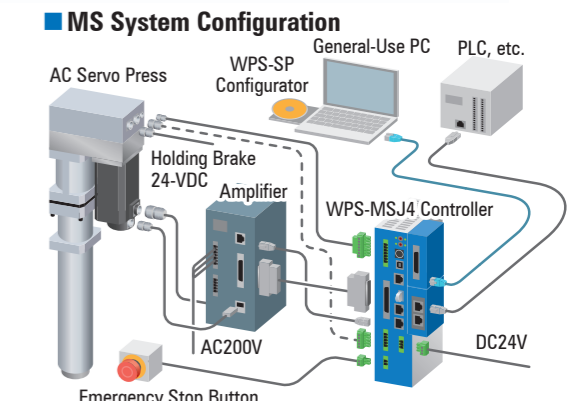 MS System Configuration
General-Use PC
PLC, etc.
WPS-SP
Configurator
AC Servo Press
Holding Brake
24-VDC
Amplifier
WPS-MSJ4 Controller
AC200V
DC24V
Emergency Stop Button